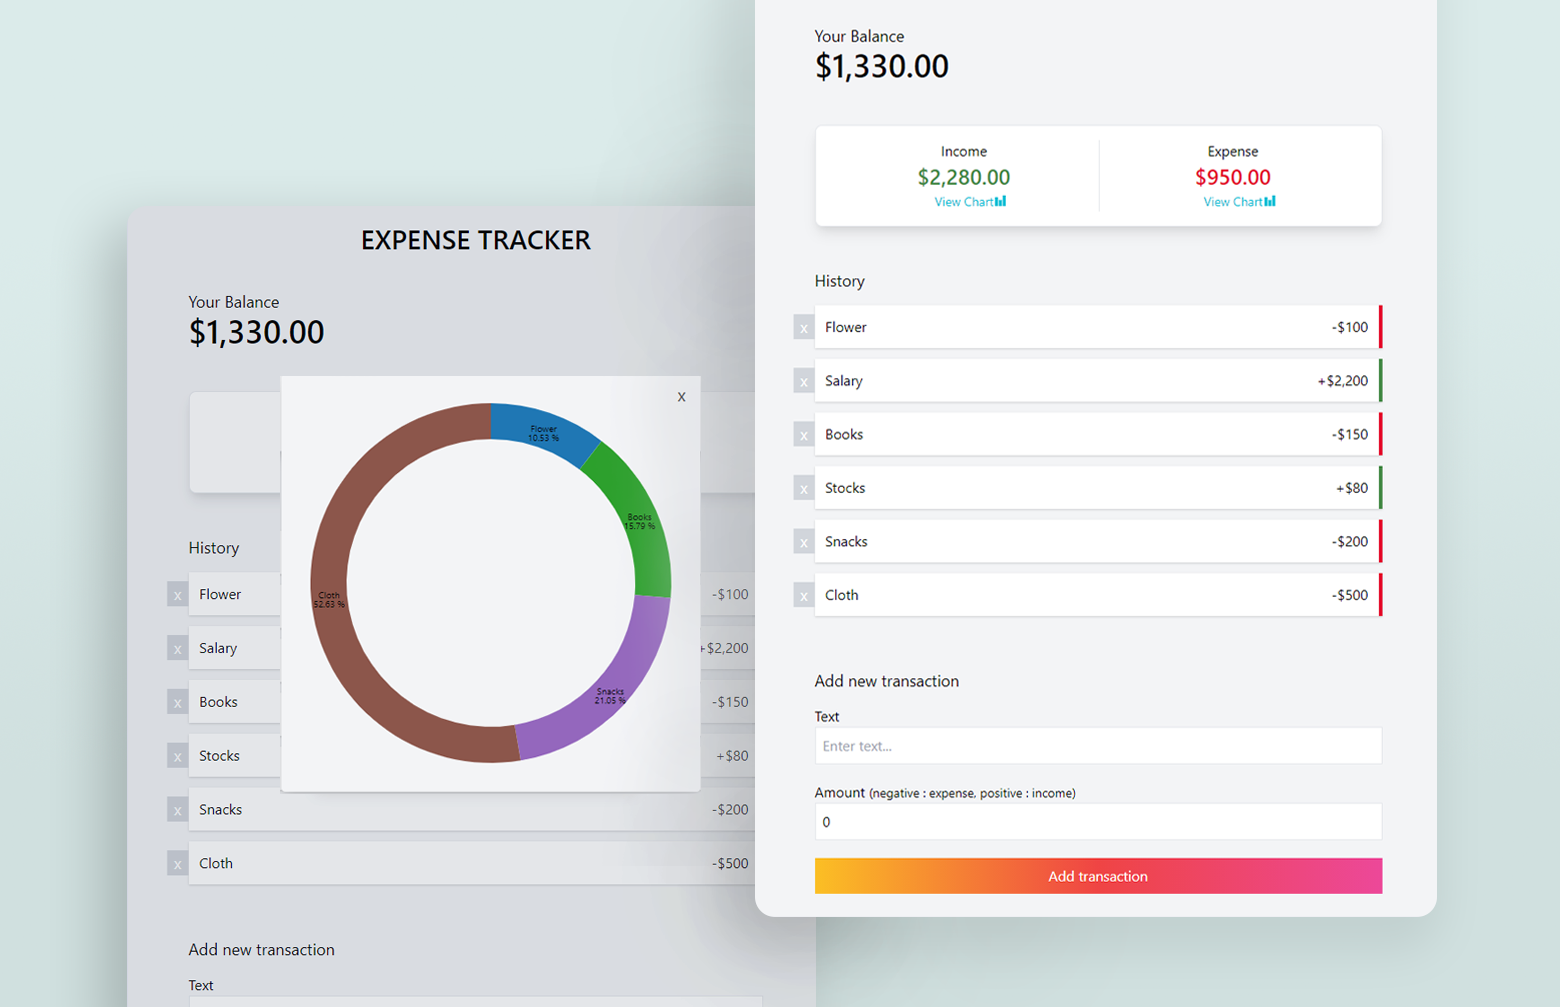 EXPENSE TRACKER
Your Balance
$1,330.00
x
Flower
10.53 %
Books
15.79 %
Cloth
52.63 %
Snacks
21.05 %
History
x Flower -$100
x Salary +$2,200
x Books -$150
x Stocks +$80
x Snacks -$200
x Cloth -$500
Add new transaction
Text
Your Balance
$1,330.00
Income
$2,280.00
View Chart
Expense
$950.00
View Chart
History
x Flower -$100
x Salary +$2,200
x Books -$150
x Stocks +$80
x Snacks -$200
x Cloth -$500
Add new transaction
Text
Enter text...
Amount (negative : expense, positive : income)
0
Add transaction